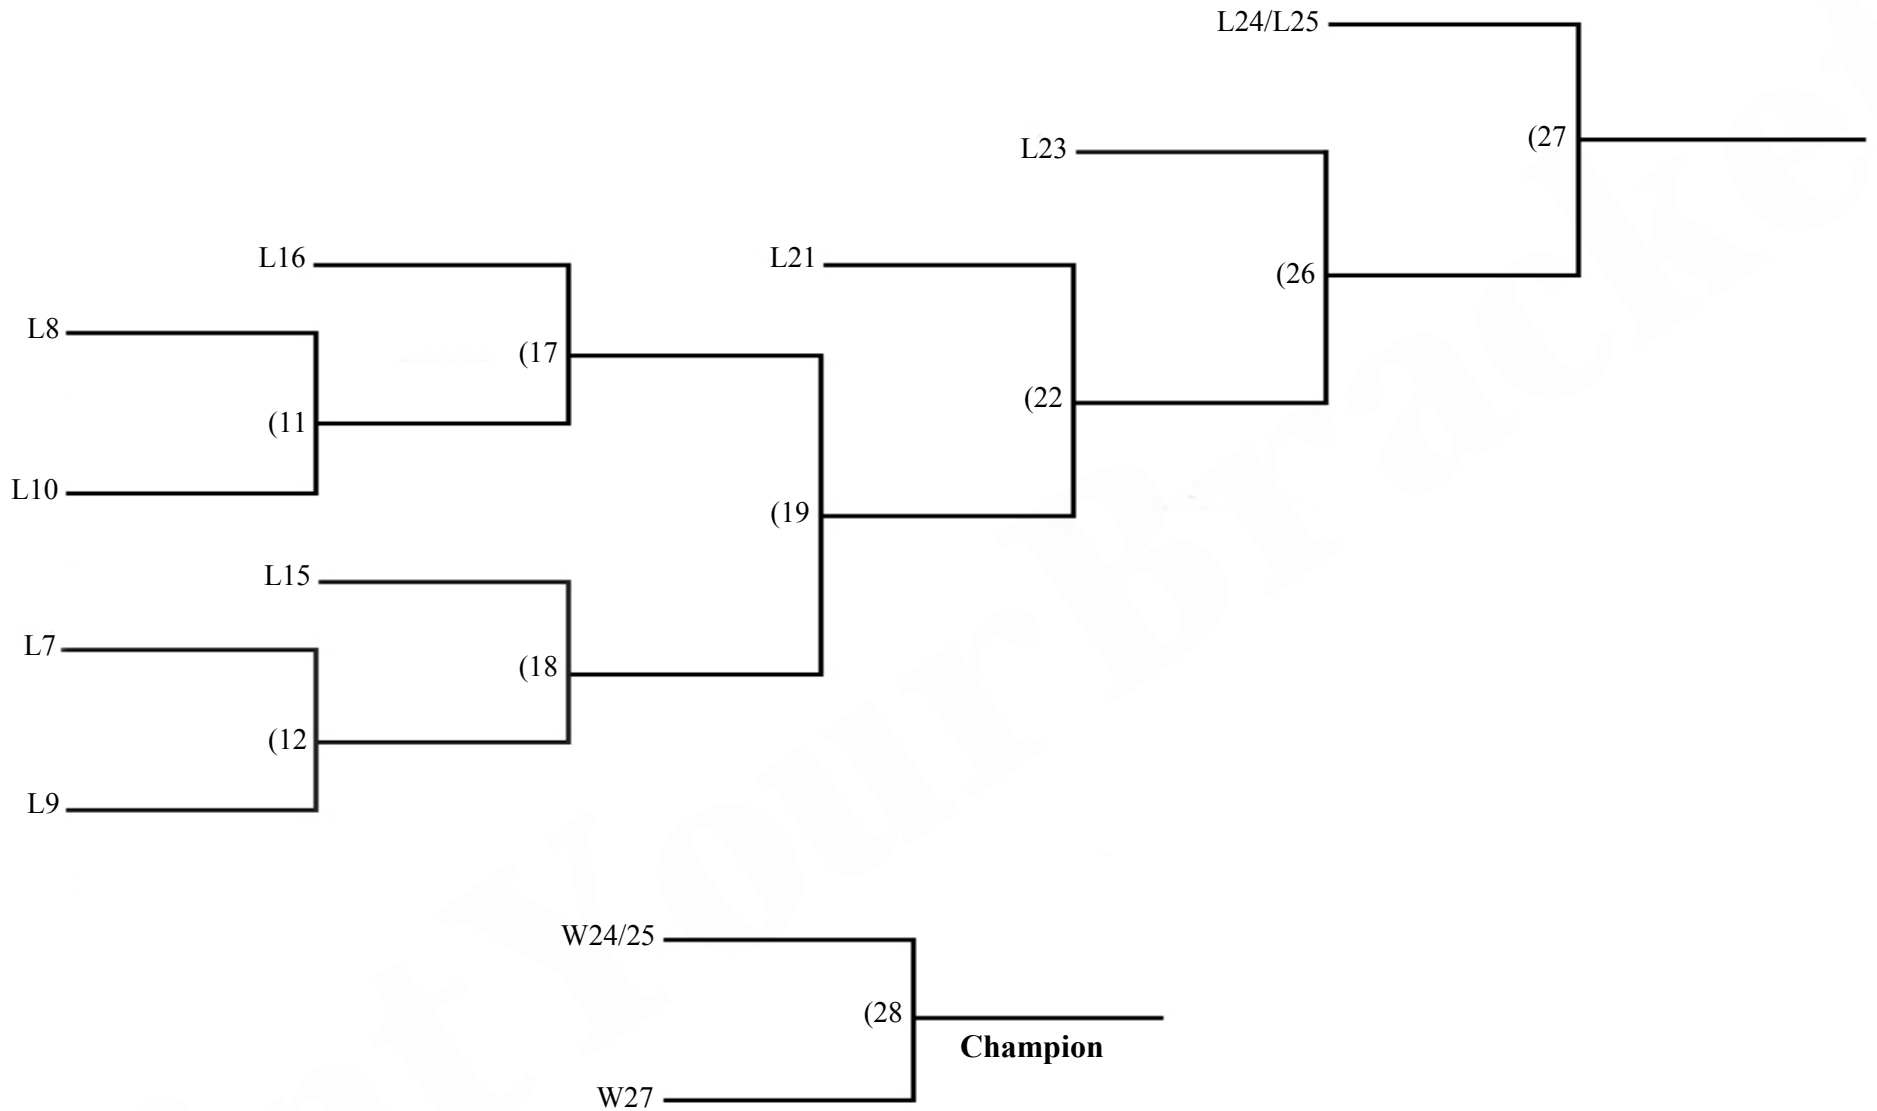 L24/L25
(27
L23
L16
L21
(26
L8
(17
(22
(11
L10
(19
L15
L7
(18
(12
L9
W24/25
(28
Champion
W27
PrintYourBracket